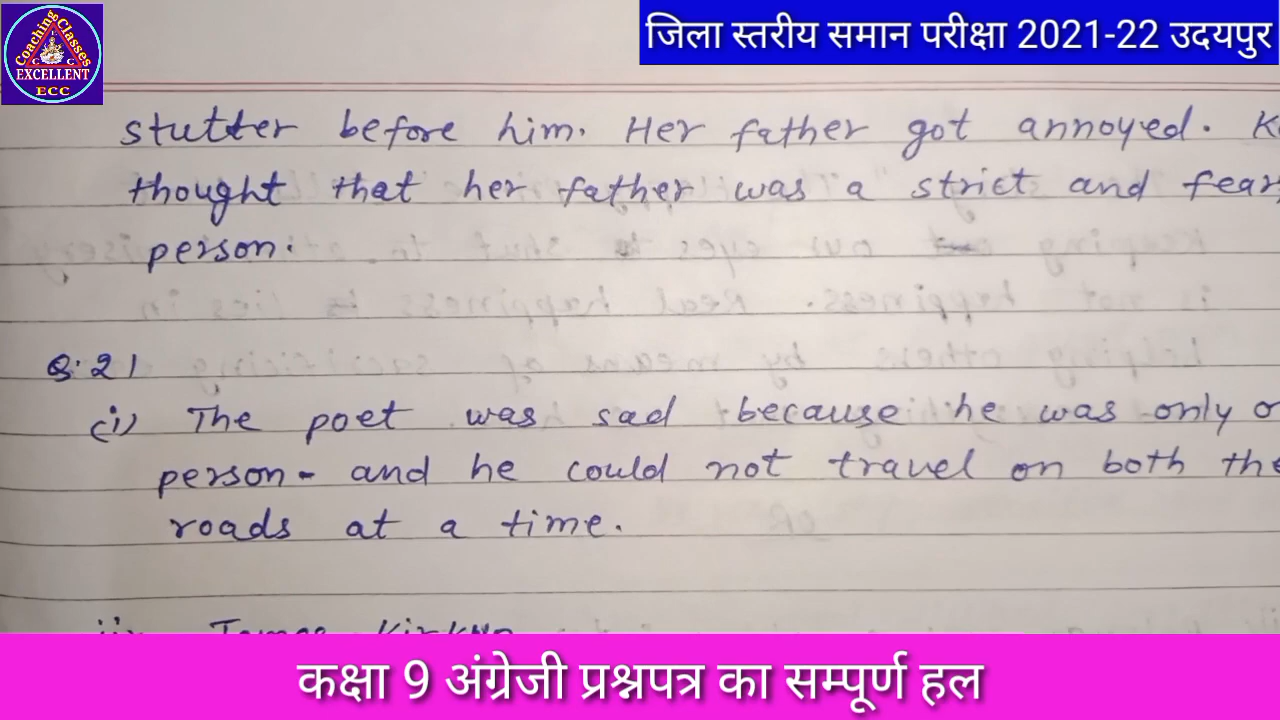 Coaching Classes
C C
EXCELLENT
ECC
जिला स्तरीय समान परीक्षा 2021-22 उदयपुर
stutter before him. Her father got annoyed.
thought that her father was a strict and
person.
Q.21
(i) The poet was sad because he was only
person - and he could not travel on both the
roads at a time.
कक्षा 9 अंग्रेजी प्रश्नपत्र का सम्पूर्ण हल